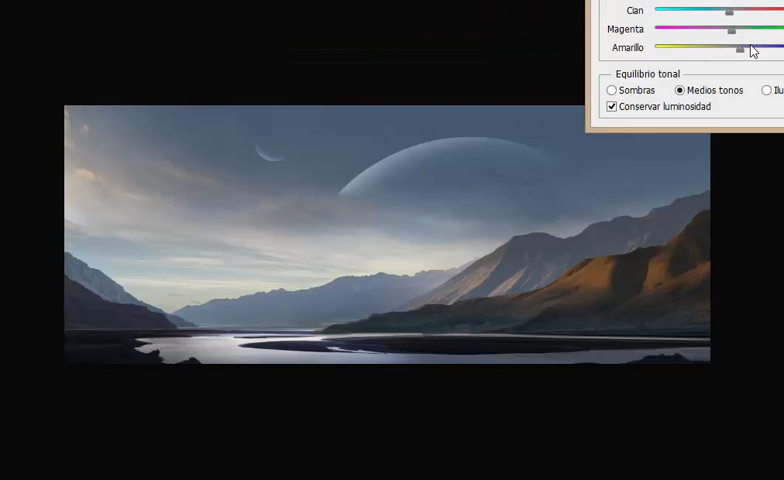 Cian
Magenta
Amarillo
Equilibrio tonal
Sombras Medios tonos
Conservar luminosidad